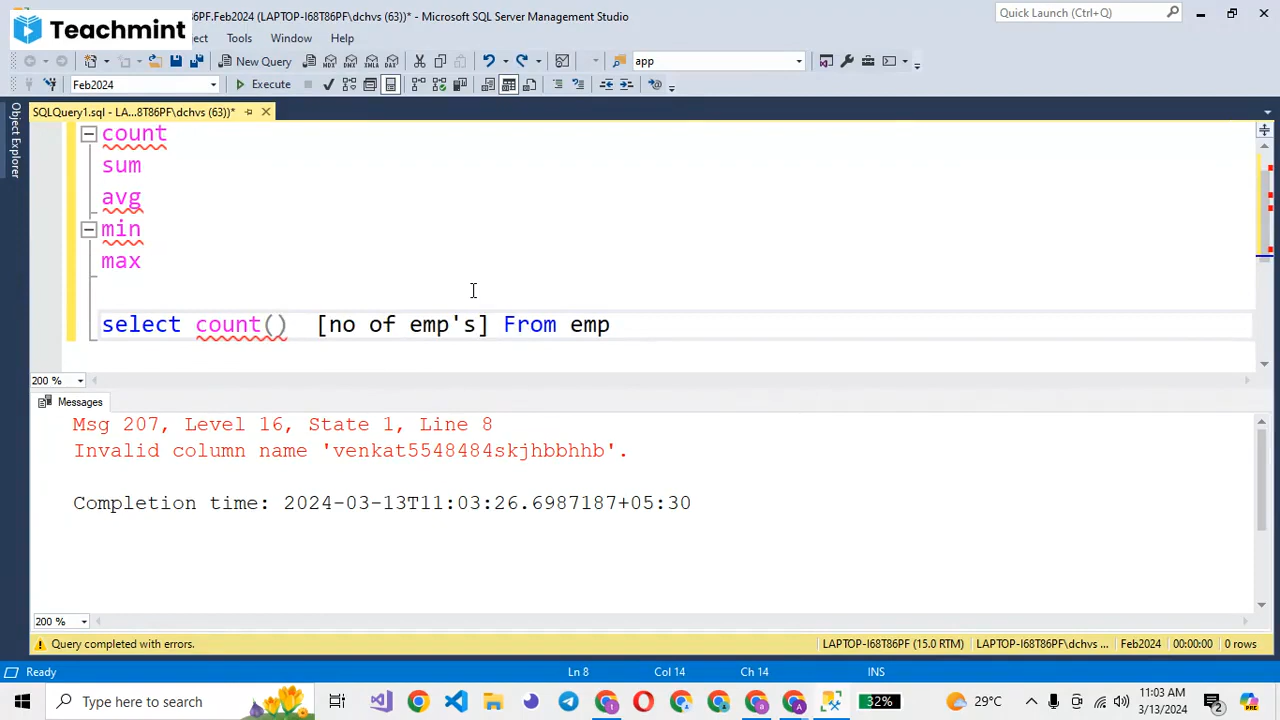 Teachmint
6PF.Feb2024 (LAPTOP-I68T86PF\dchvs (63))* - Microsoft SQL Server Management Studio
Quick Launch (Ctrl+Q)
ect Tools Window Help
New Query
app
Feb2024
Execute
SQLQuery1.sql - LA...8T86PF\dchvs (63))*
Object Explorer
count
sum
avg
min
max
select count()  [no of emp's] From emp
200 %
Messages
Msg 207, Level 16, State 1, Line 8
Invalid column name 'venkat5548484skjhbbhhb'.
Completion time: 2024-03-13T11:03:26.6987187+05:30
200 %
Query completed with errors.
LAPTOP-I68T86PF (15.0 RTM)
LAPTOP-I68T86PF\dchvs ...
Feb2024
00:00:00
0 rows
Ready
Ln 8
Col 14
Ch 14
INS
Type here to search
32%
29°C
11:03 AM
3/13/2024
2